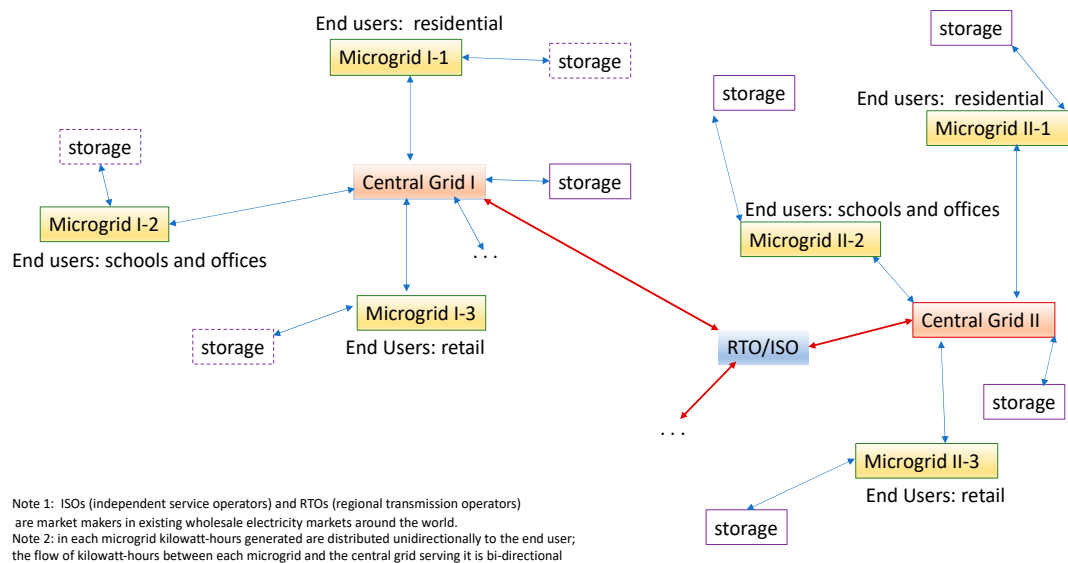 End users:  residential
Microgrid I-1
storage
storage
Microgrid I-2
End users: schools and offices
Central Grid I
storage
. . .
Microgrid I-3
End Users: retail
storage
storage
End users:  residential
Microgrid II-1
storage
End users: schools and offices
Microgrid II-2
Central Grid II
RTO/ISO
storage
. . .
Microgrid II-3
End Users: retail
storage
Note 1:  ISOs (independent service operators) and RTOs (regional transmission operators)
are market makers in existing wholesale electricity markets around the world.
Note 2: in each microgrid kilowatt-hours generated are distributed unidirectionally to the end user;
the flow of kilowatt-hours between each microgrid and the central grid serving it is bi-directional